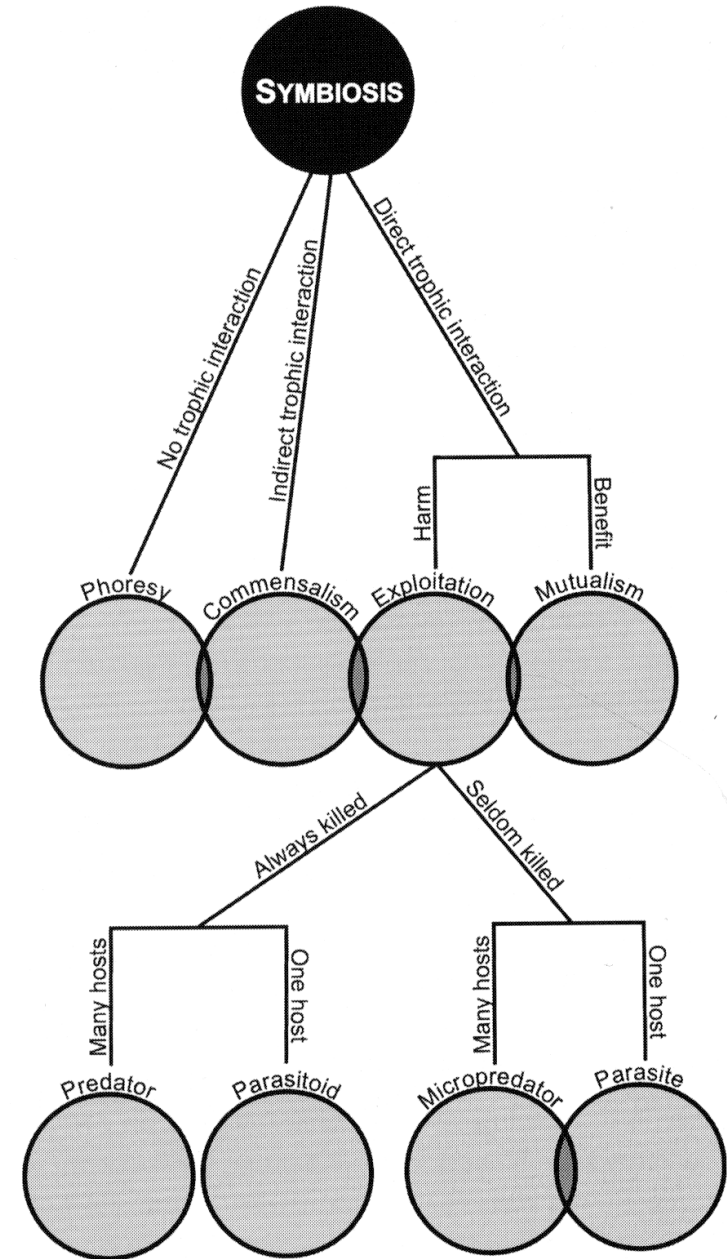 SYMBIOSIS
No trophic interaction
Indirect trophic interaction
Direct trophic interaction
Harm
Benefit
Phoresy
Commensalism
Exploitation
Mutualism
Always killed
Seldom killed
Many hosts
One host
Many hosts
One host
Predator
Parasitoid
Micropredator
Parasite